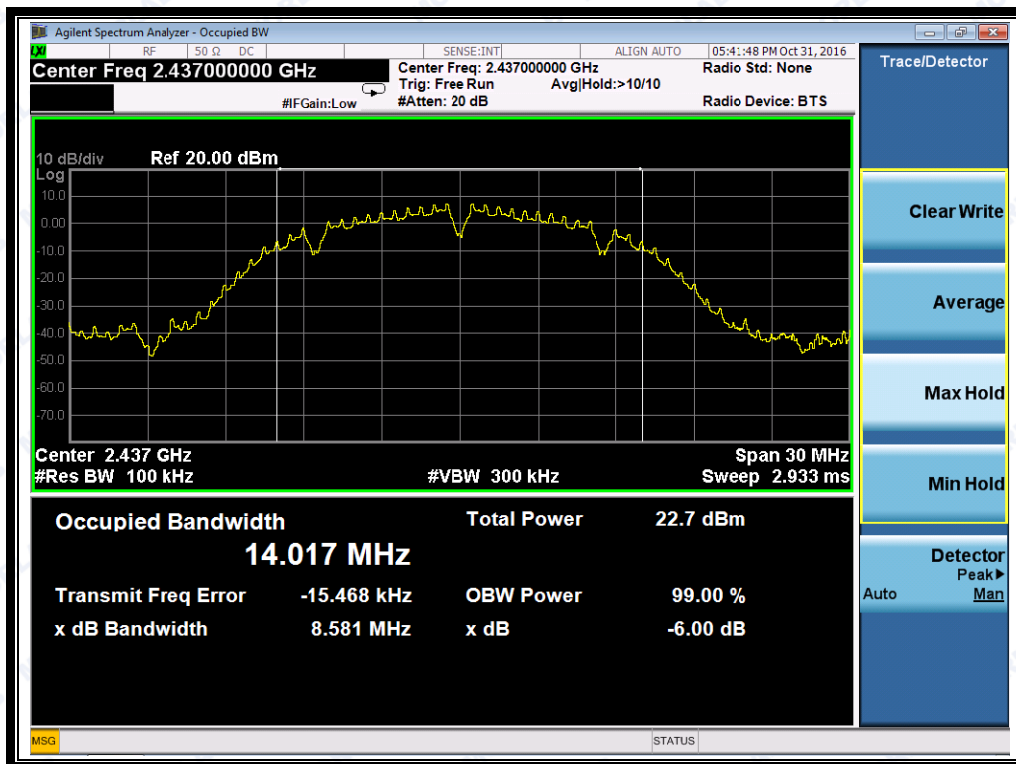 Agilent Spectrum Analyzer - Occupied BW
LXI RF 50 Ω DC SENSE:INT ALIGN AUTO 05:41:48 PM Oct 31, 2016
Center Freq 2.437000000 GHz
Center Freq: 2.437000000 GHz
Radio Std: None
Trig: Free Run Avg|Hold:>10/10
#IFGain:Low
#Atten: 20 dB
Radio Device: BTS
10 dB/div Ref 20.00 dBm
Log
10.0
0.00
-10.0
-20.0
-30.0
-40.0
-50.0
-60.0
-70.0
Center 2.437 GHz Span 30 MHz
#Res BW 100 kHz #VBW 300 kHz Sweep 2.933 ms
Occupied Bandwidth Total Power 22.7 dBm
14.017 MHz
Transmit Freq Error -15.468 kHz OBW Power 99.00 %
x dB Bandwidth 8.581 MHz x dB -6.00 dB
MSG STATUS
Trace/Detector
Clear Write
Average
Max Hold
Min Hold
Detector
Peak▶
Auto Man